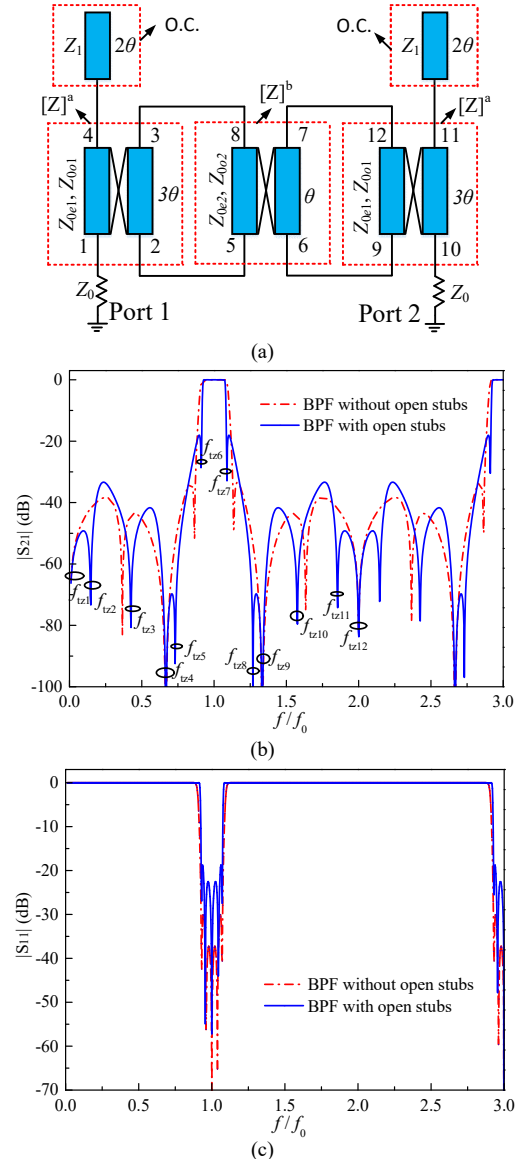 O.C. O.C.
Z1 2θ Z1 2θ
[Z]a [Z]b [Z]a
4 3 8 7 12 11
Z0e1, Z0o1 3θ Z0e2, Z0o2 θ Z0e1, Z0o1 3θ
1 2 5 6 9 10
Z0 Port 1 Port 2 Z0
(a)
0
-20
-40
-60
-80
-100
|S21| (dB)
BPF without open stubs
BPF with open stubs
ftz6
ftz7
ftz1 ftz2 ftz3 ftz4 ftz5 ftz8 ftz9 ftz10 ftz11 ftz12
0.0 0.5 1.0 1.5 2.0 2.5 3.0
f / f0
(b)
0
-10
-20
-30
-40
-50
-60
-70
|S11| (dB)
BPF without open stubs
BPF with open stubs
0.0 0.5 1.0 1.5 2.0 2.5 3.0
f / f0
(c)